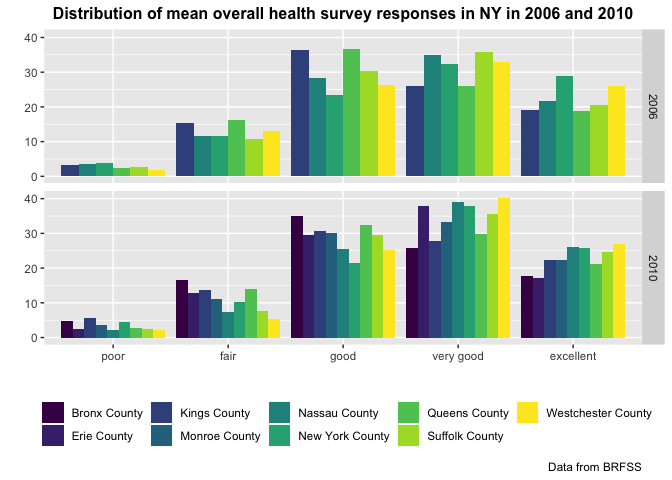 Distribution of mean overall health survey responses in NY in 2006 and 2010
40
30
20
10
0
2006
40
30
20
10
0
2010
poor fair good very good excellent
Bronx County Kings County Nassau County Queens County Westchester County
Erie County Monroe County New York County Suffolk County
Data from BRFSS